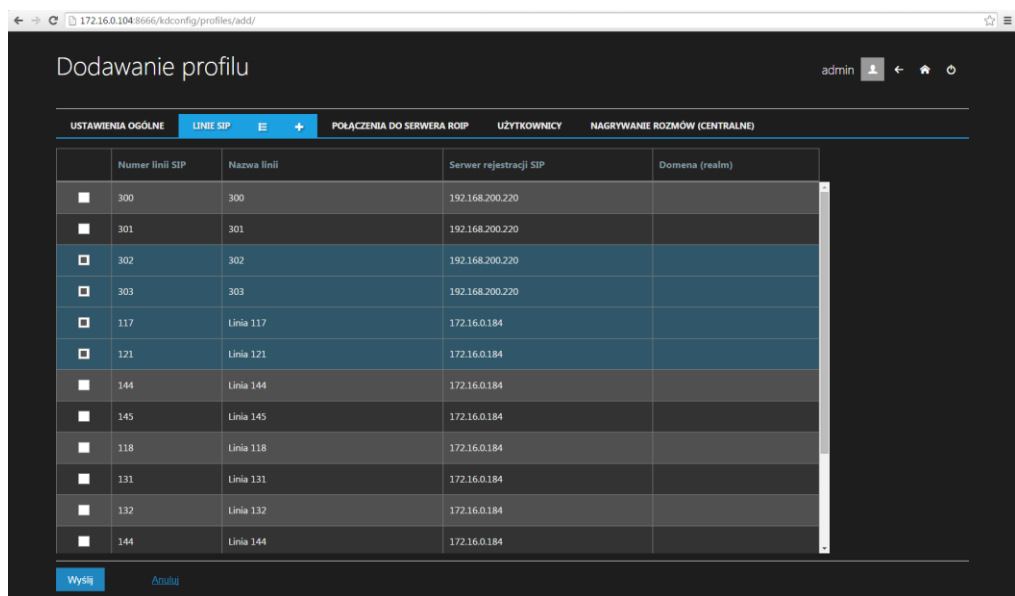 172.16.0.104:8666/kdconfig/profiles/add/
Dodawanie profilu
admin
USTAWIENIA OGÓLNE LINIE SIP POŁĄCZENIA DO SERWERA ROIP UŻYTKOWNICY NAGRYWANIE ROZMÓW (CENTRALNE)
Numer linii SIP Nazwa linii Serwer rejestracji SIP Domena (realm)
300 300 192.168.200.220
301 301 192.168.200.220
302 302 192.168.200.220
303 303 192.168.200.220
117 Linia 117 172.16.0.184
121 Linia 121 172.16.0.184
144 Linia 144 172.16.0.184
145 Linia 145 172.16.0.184
118 Linia 118 172.16.0.184
131 Linia 131 172.16.0.184
132 Linia 132 172.16.0.184
144 Linia 144 172.16.0.184
Wyślij Anuluj